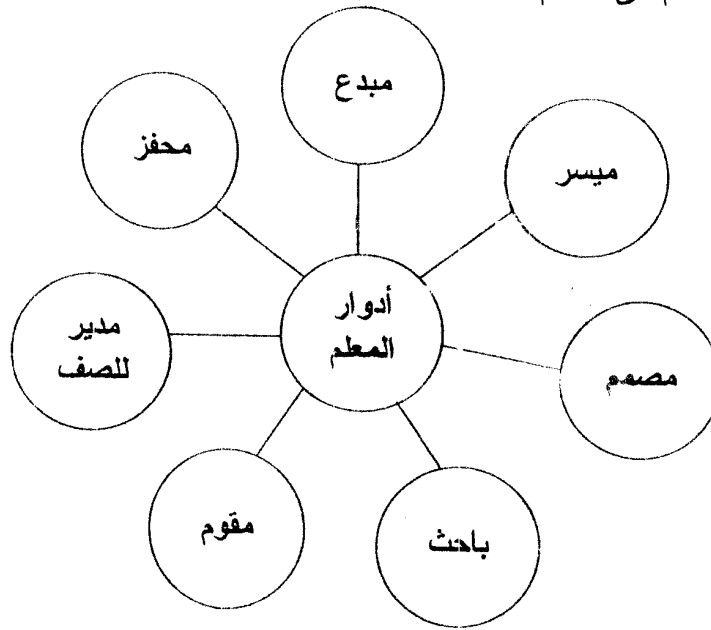 مبدع
محفز
ميسر
أدوار
المعلم
مدير
للصف
مصمم
مقوم
باحث